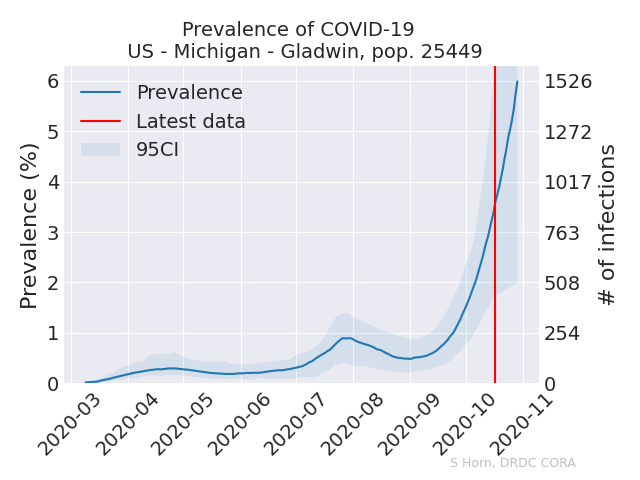 Prevalence of COVID-19
US - Michigan - Gladwin, pop. 25449
Prevalence
Latest data
95CI
Prevalence (%)
6
5
4
3
2
1
0
1526
1272
1017
763
508
254
0
# of infections
2020-03
2020-04
2020-05
2020-06
2020-07
2020-08
2020-09
2020-10
2020-11
S Horn, DRDC CORA